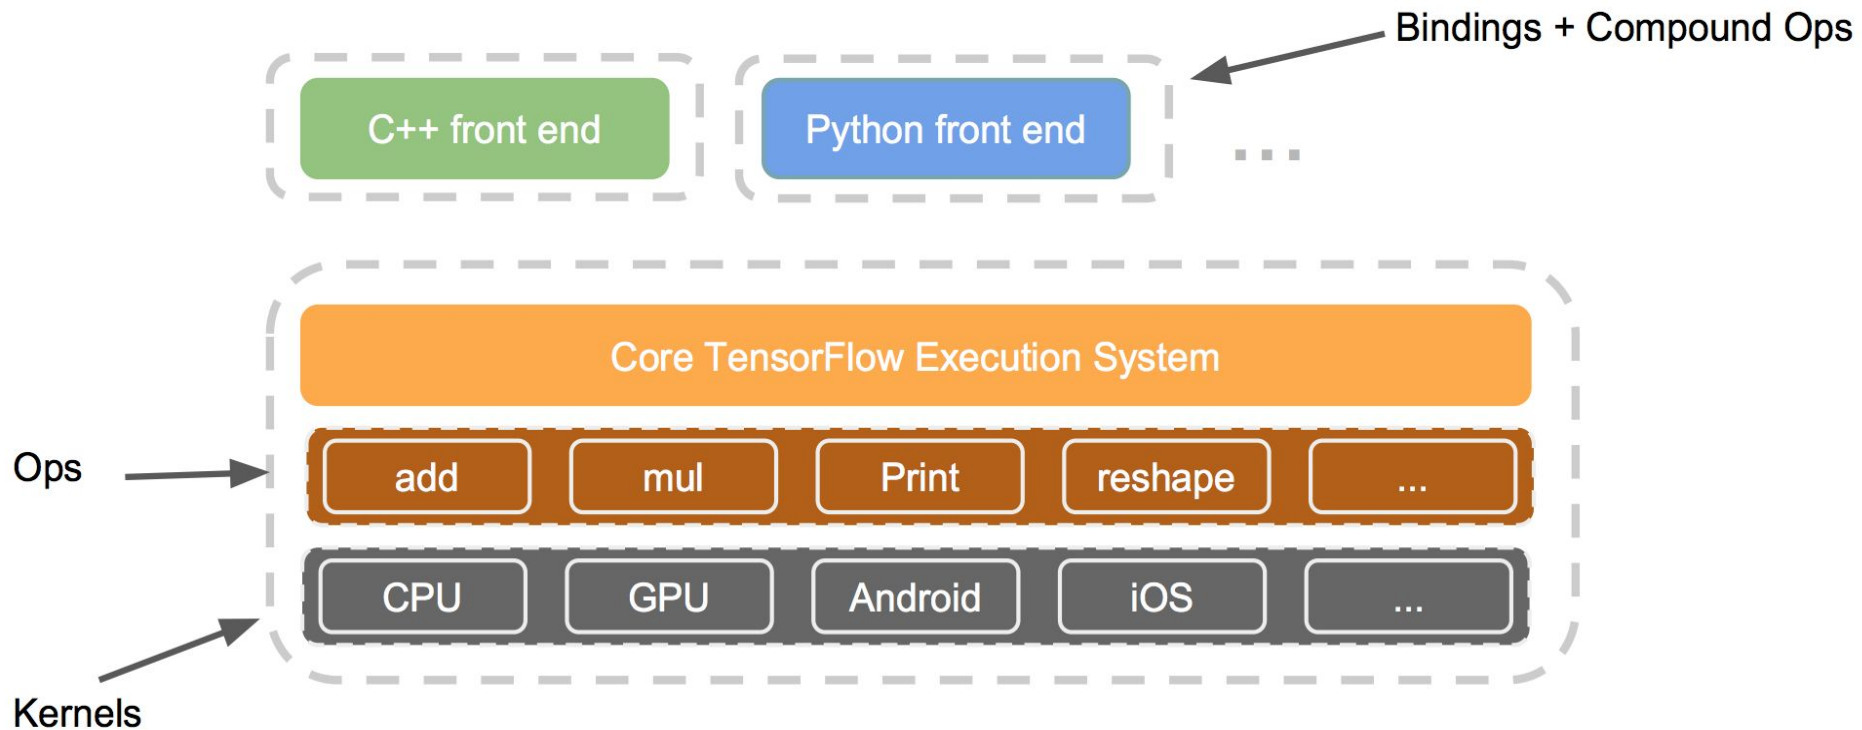 Bindings + Compound Ops
C++ front end
Python front end
...
Core TensorFlow Execution System
Ops
add
mul
Print
reshape
...
CPU
GPU
Android
iOS
...
Kernels